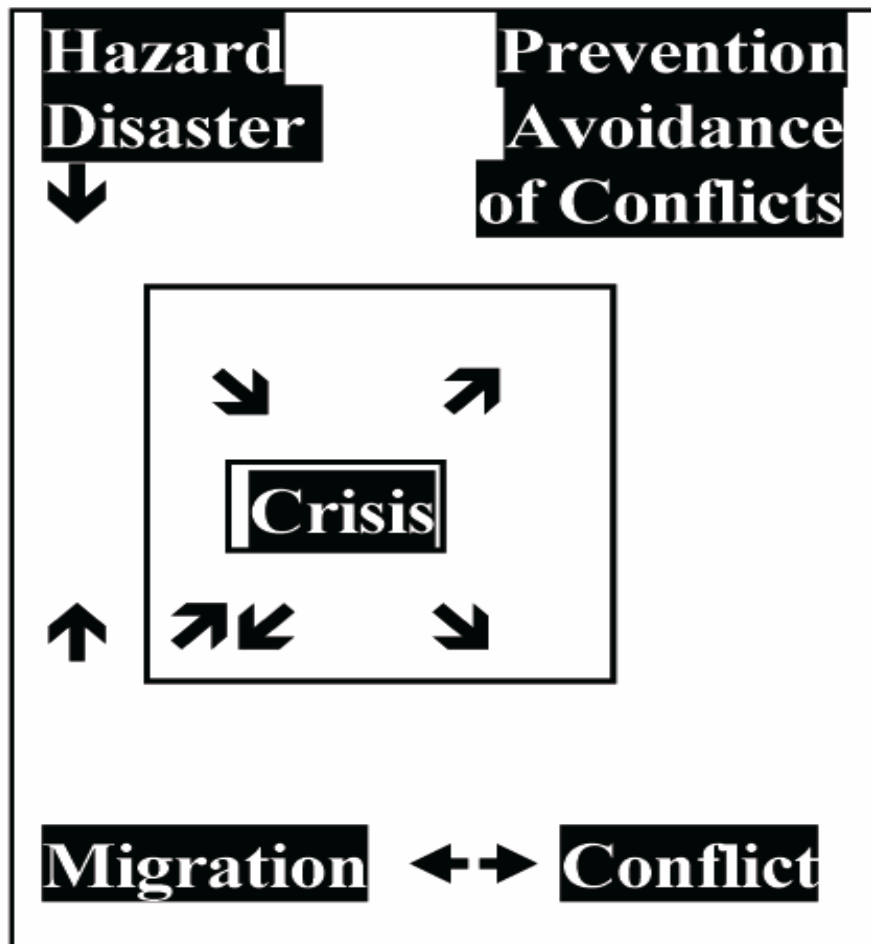 Hazard
Disaster
Prevention
Avoidance
of Conflicts
Crisis
Migration
Conflict